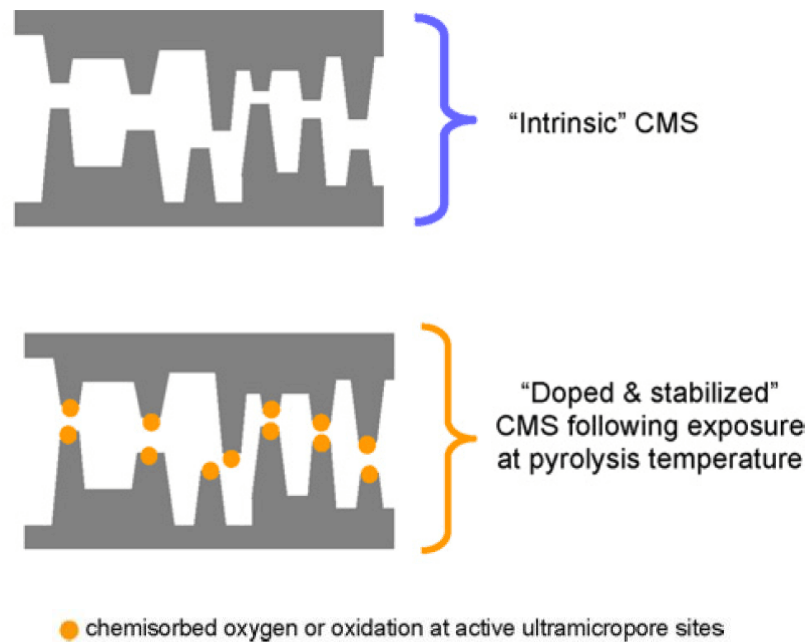 “Intrinsic” CMS
“Doped & stabilized”
CMS following exposure
at pyrolysis temperature
chemisorbed oxygen or oxidation at active ultramicropore sites